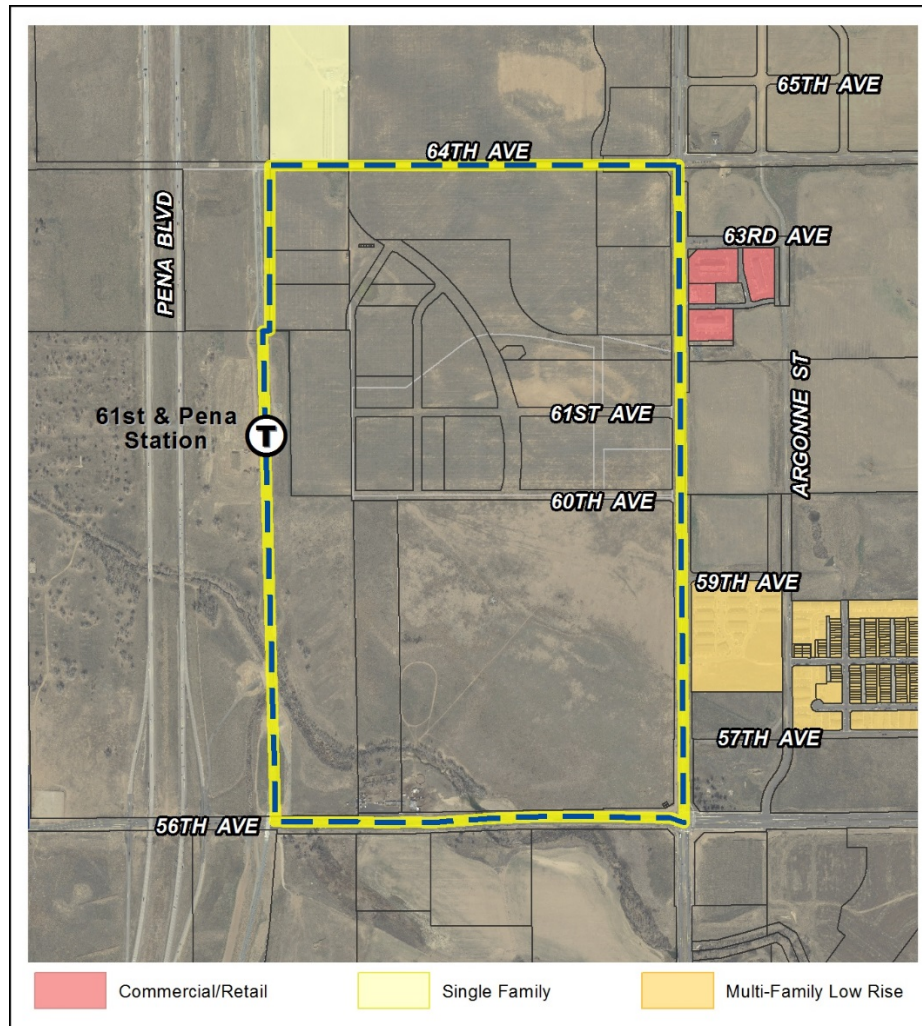 65TH AVE
64TH AVE
PENA BLVD
63RD AVE
61st & Pena
Station
T
61ST AVE
ARGONNE ST
60TH AVE
59TH AVE
57TH AVE
56TH AVE
Commercial/Retail
Single Family
Multi-Family Low Rise